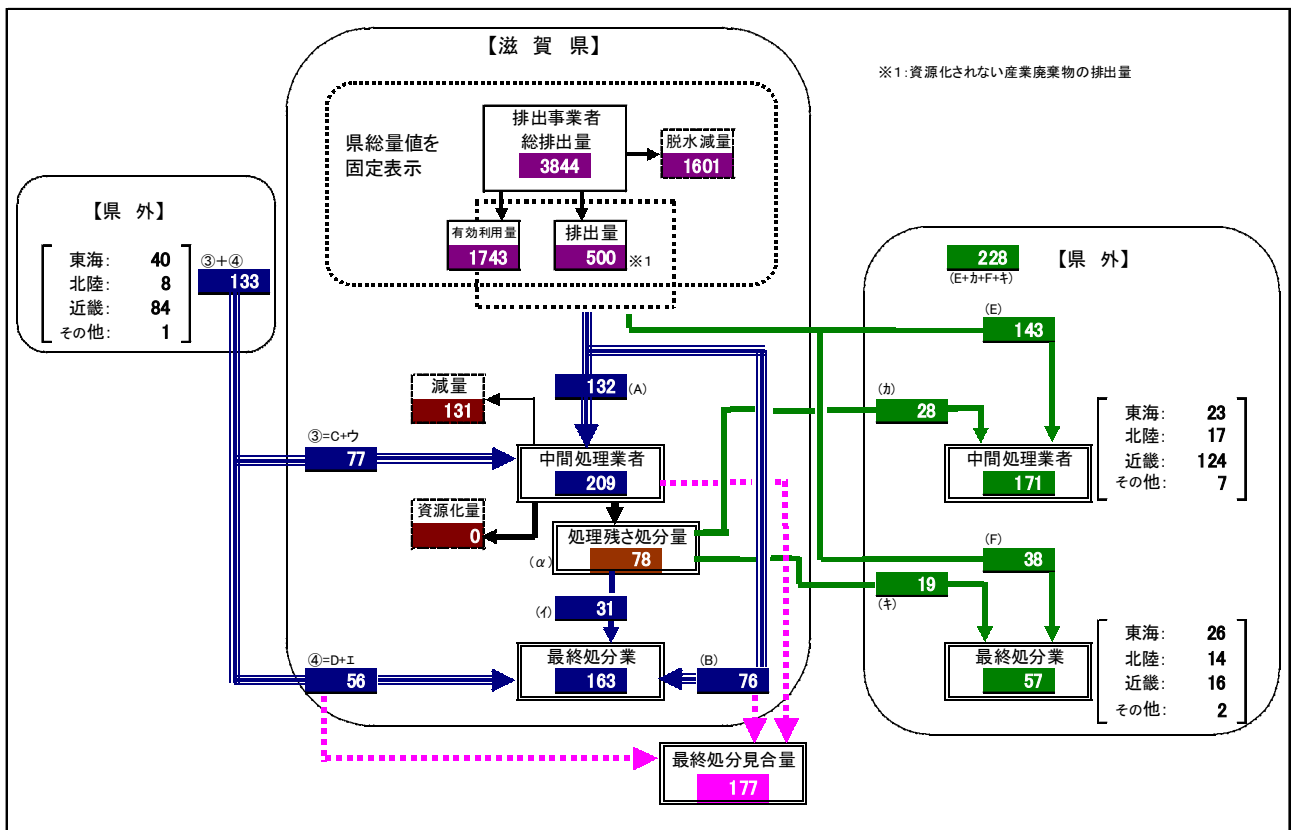 【滋 賀 県】
※1:資源化されない産業廃棄物の排出量
県総量値を
固定表示
排出事業者
総排出量
3844
脱水減量
1601
有効利用量
1743
排出量
500
※1
【県 外】
東海: 40
北陸: 8
近畿: 84
その他: 1
③+④
133
【県 外】
228
(E+カ+F+キ)
(E)
143
132
(A)
減量
131
(カ)
28
③=C+ウ
77
中間処理業者
209
中間処理業者
171
東海: 23
北陸: 17
近畿: 124
その他: 7
資源化量
0
処理残さ処分量
78
(α)
(F)
38
19
(キ)
(イ)
31
④=D+エ
56
最終処分業
163
(B)
76
最終処分業
57
東海: 26
北陸: 14
近畿: 16
その他: 2
最終処分見合量
177